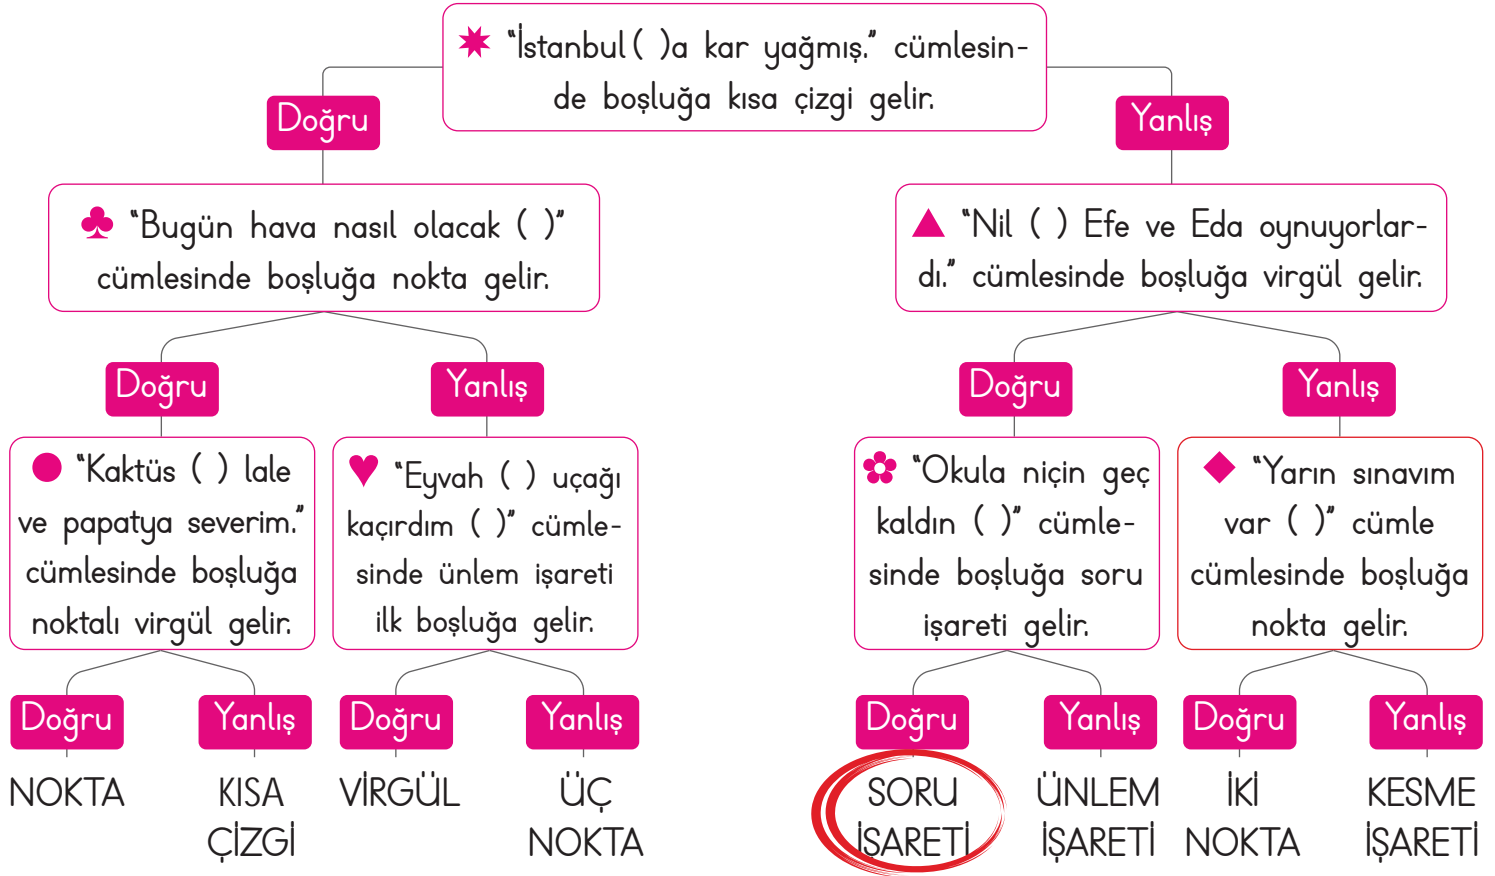 "İstanbul ( )a kar yağmış." cümlesin-
de boşluğa kısa çizgi gelir.
Doğru
Yanlış
"Bugün hava nasıl olacak ( )"
cümlesinde boşluğa nokta gelir.
"Nil ( ) Efe ve Eda oynuyorlar-
dı." cümlesinde boşluğa virgül gelir.
Doğru
Yanlış
Doğru
Yanlış
"Kaktüs ( ) lale
ve papatya severim."
cümlesinde boşluğa
noktalı virgül gelir.
"Eyvah ( ) uçağı
kaçırdım ( )" cümle-
sinde ünlem işareti
ilk boşluğa gelir.
"Okula niçin geç
kaldın ( )" cümle-
sinde boşluğa soru
işareti gelir.
"Yarın sınavım
var ( )" cümle
cümlesinde boşluğa
nokta gelir.
Doğru
Yanlış
Doğru
Yanlış
Doğru
Yanlış
Doğru
Yanlış
NOKTA
KISA
ÇİZGİ
VİRGÜL
ÜÇ
NOKTA
SORU
İŞARETİ
ÜNLEM
İŞARETİ
İKİ
NOKTA
KESME
İŞARETİ